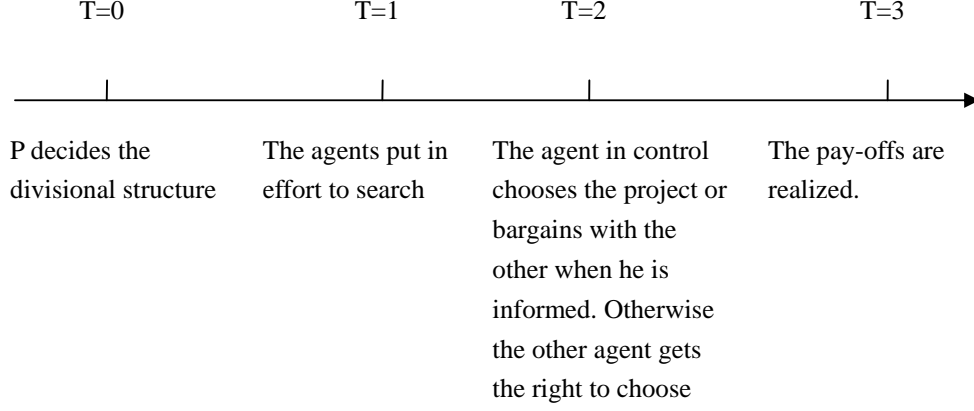 T=0 T=1 T=2 T=3
P decides the
divisional structure
The agents put in
effort to search
The agent in control
chooses the project or
bargains with the
other when he is
informed. Otherwise
the other agent gets
the right to choose
The pay-offs are
realized.